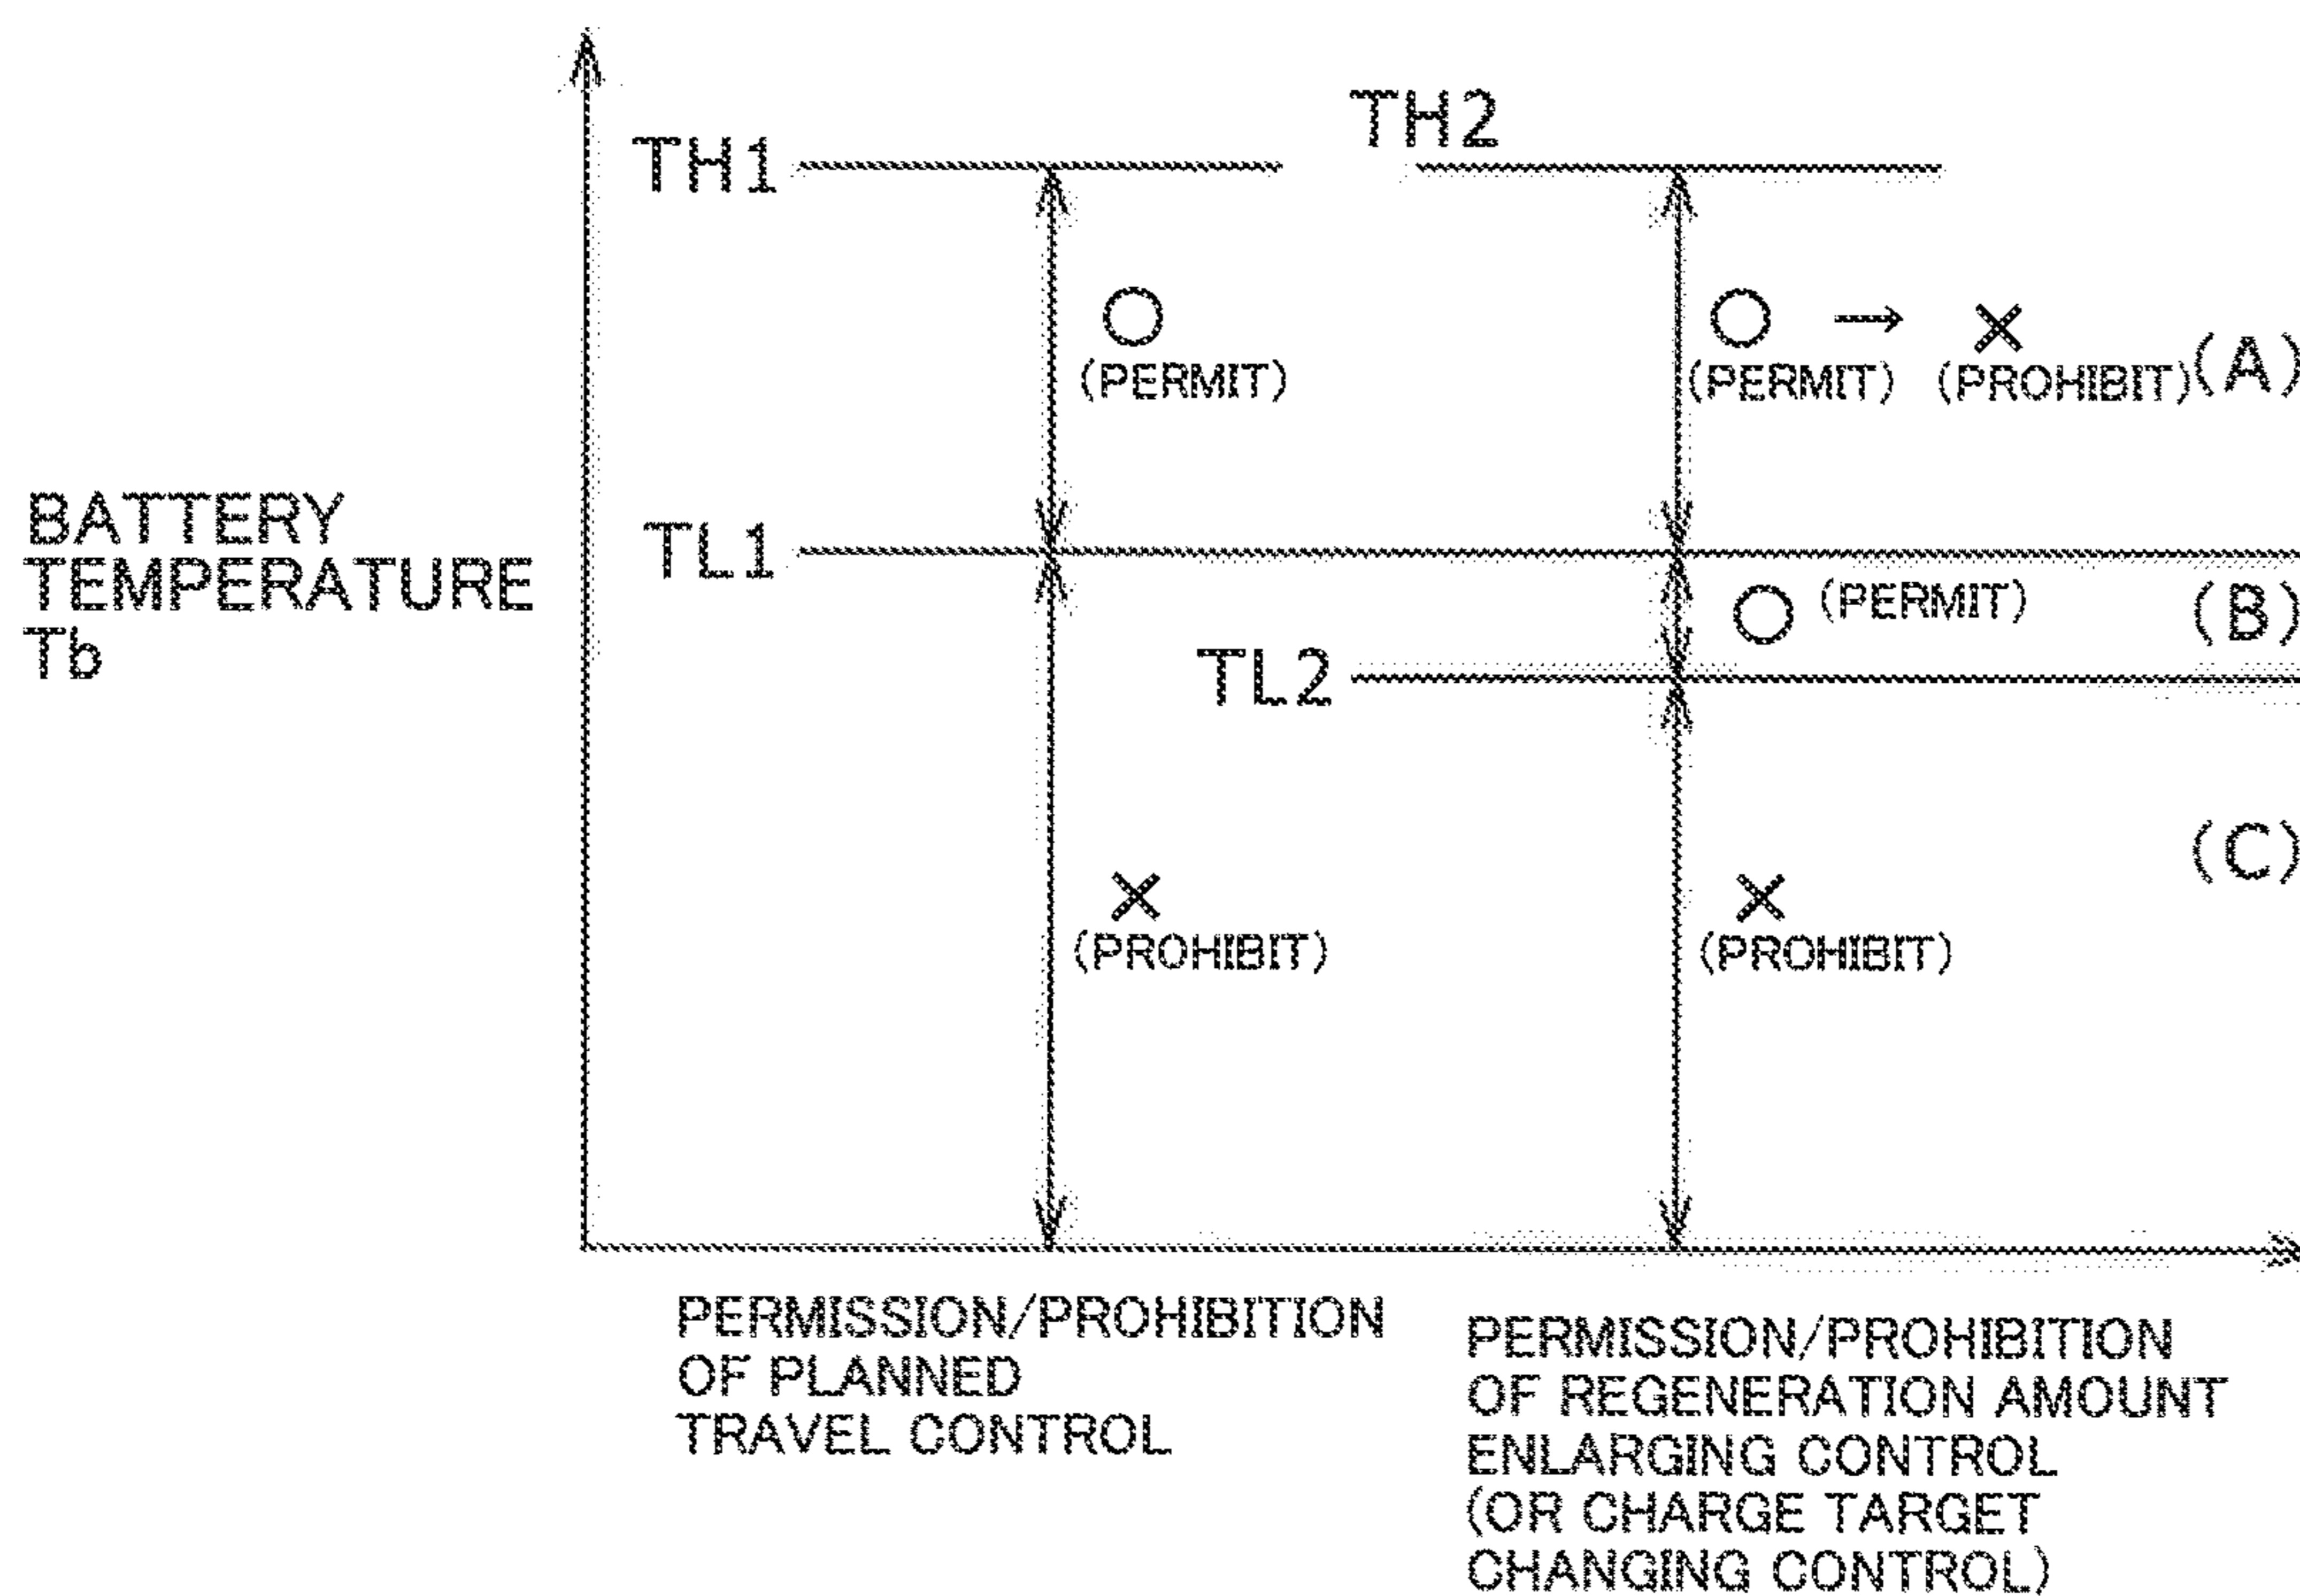 TH1
TH2
○
(PERMIT)
○ → ×
(PERMIT) (PROHIBIT) (A)
BATTERY
TEMPERATURE
Tb
TL1
○ (PERMIT) (B)
TL2
(C)
×
(PROHIBIT)
×
(PROHIBIT)
PERMISSION/PROHIBITION
OF PLANNED
TRAVEL CONTROL
PERMISSION/PROHIBITION
OF REGENERATION AMOUNT
ENLARGING CONTROL
(OR CHARGE TARGET
CHANGING CONTROL)